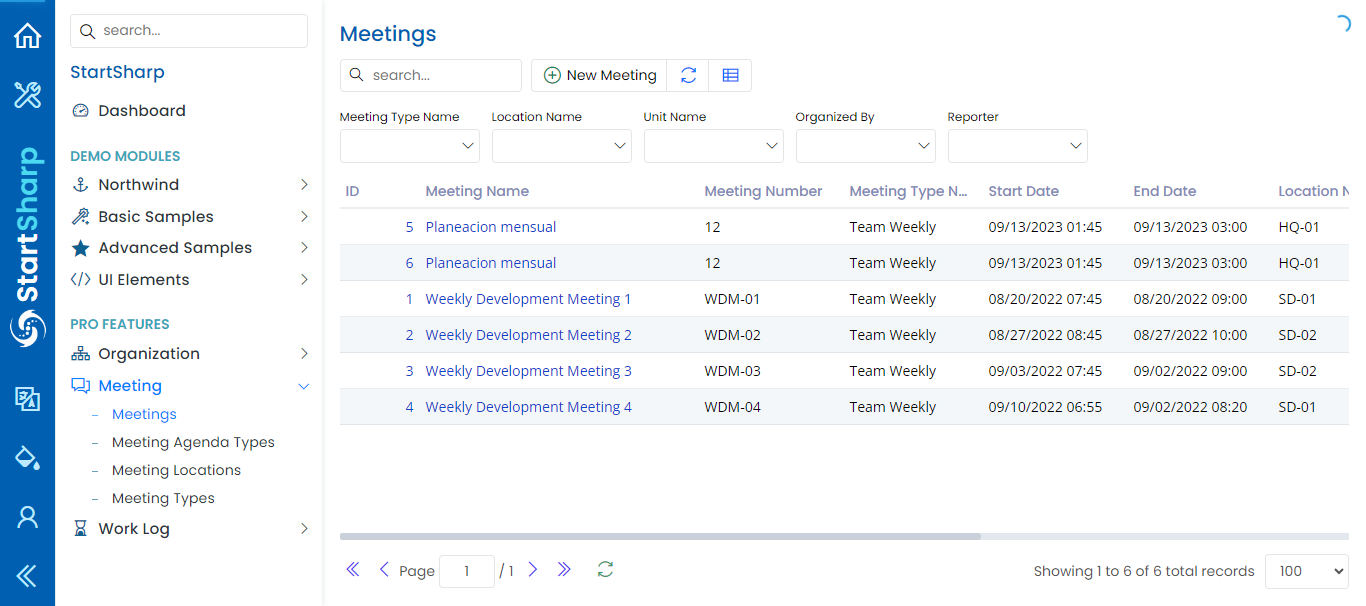 StartSharp
search...
StartSharp
Dashboard
DEMO MODULES
Northwind
Basic Samples
Advanced Samples
UI Elements
PRO FEATURES
Organization
Meeting
Meetings
Meeting Agenda Types
Meeting Locations
Meeting Types
Work Log
Meetings
search...
New Meeting
Meeting Type Name Location Name Unit Name Organized By Reporter
ID Meeting Name Meeting Number Meeting Type N... Start Date End Date Location N
5 Planeacion mensual 12 Team Weekly 09/13/2023 01:45 09/13/2023 03:00 HQ-01
6 Planeacion mensual 12 Team Weekly 09/13/2023 01:45 09/13/2023 03:00 HQ-01
1 Weekly Development Meeting 1 WDM-01 Team Weekly 08/20/2022 07:45 08/20/2022 09:00 SD-01
2 Weekly Development Meeting 2 WDM-02 Team Weekly 08/27/2022 08:45 08/27/2022 10:00 SD-02
3 Weekly Development Meeting 3 WDM-03 Team Weekly 09/03/2022 07:45 09/02/2022 09:00 SD-02
4 Weekly Development Meeting 4 WDM-04 Team Weekly 09/10/2022 06:55 09/02/2022 08:20 SD-01
Page 1 / 1 Showing 1 to 6 of 6 total records 100